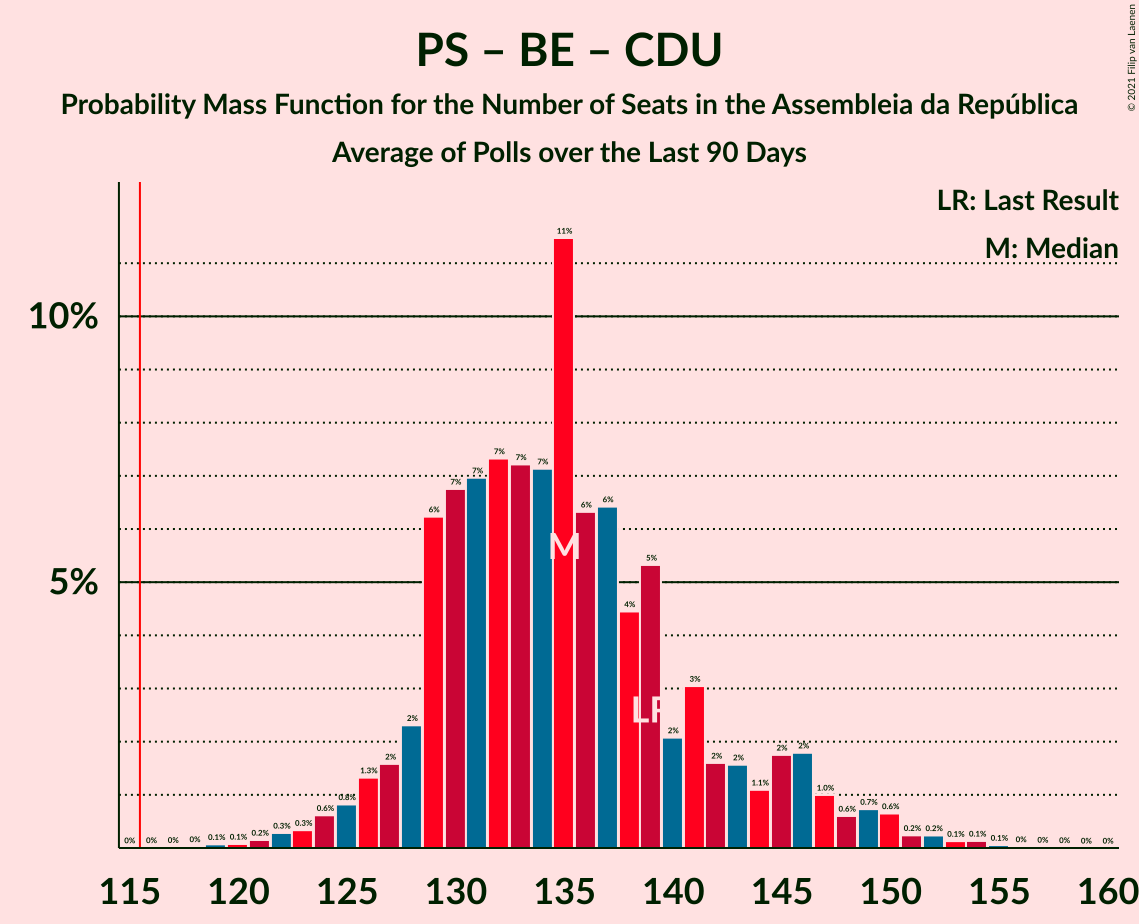 PS – BE – CDU
Probability Mass Function for the Number of Seats in the Assembleia da República
Average of Polls over the Last 90 Days
© 2021 Filip van Laenen
LR: Last Result
M: Median
10%
5%
0% 0% 0% 0% 0.1% 0.1% 0.2% 0.3% 0.3% 0.6% 0.8% 1.3% 2% 2% 6% 7% 7% 7% 7% 7% 11% 6% 6% 4% 5% 2% 3% 2% 2% 1.1% 2% 2% 1.0% 0.6% 0.7% 0.6% 0.2% 0.2% 0.1% 0.1% 0.1% 0% 0% 0% 0% 0%
M
LR
115 120 125 130 135 140 145 150 155 160